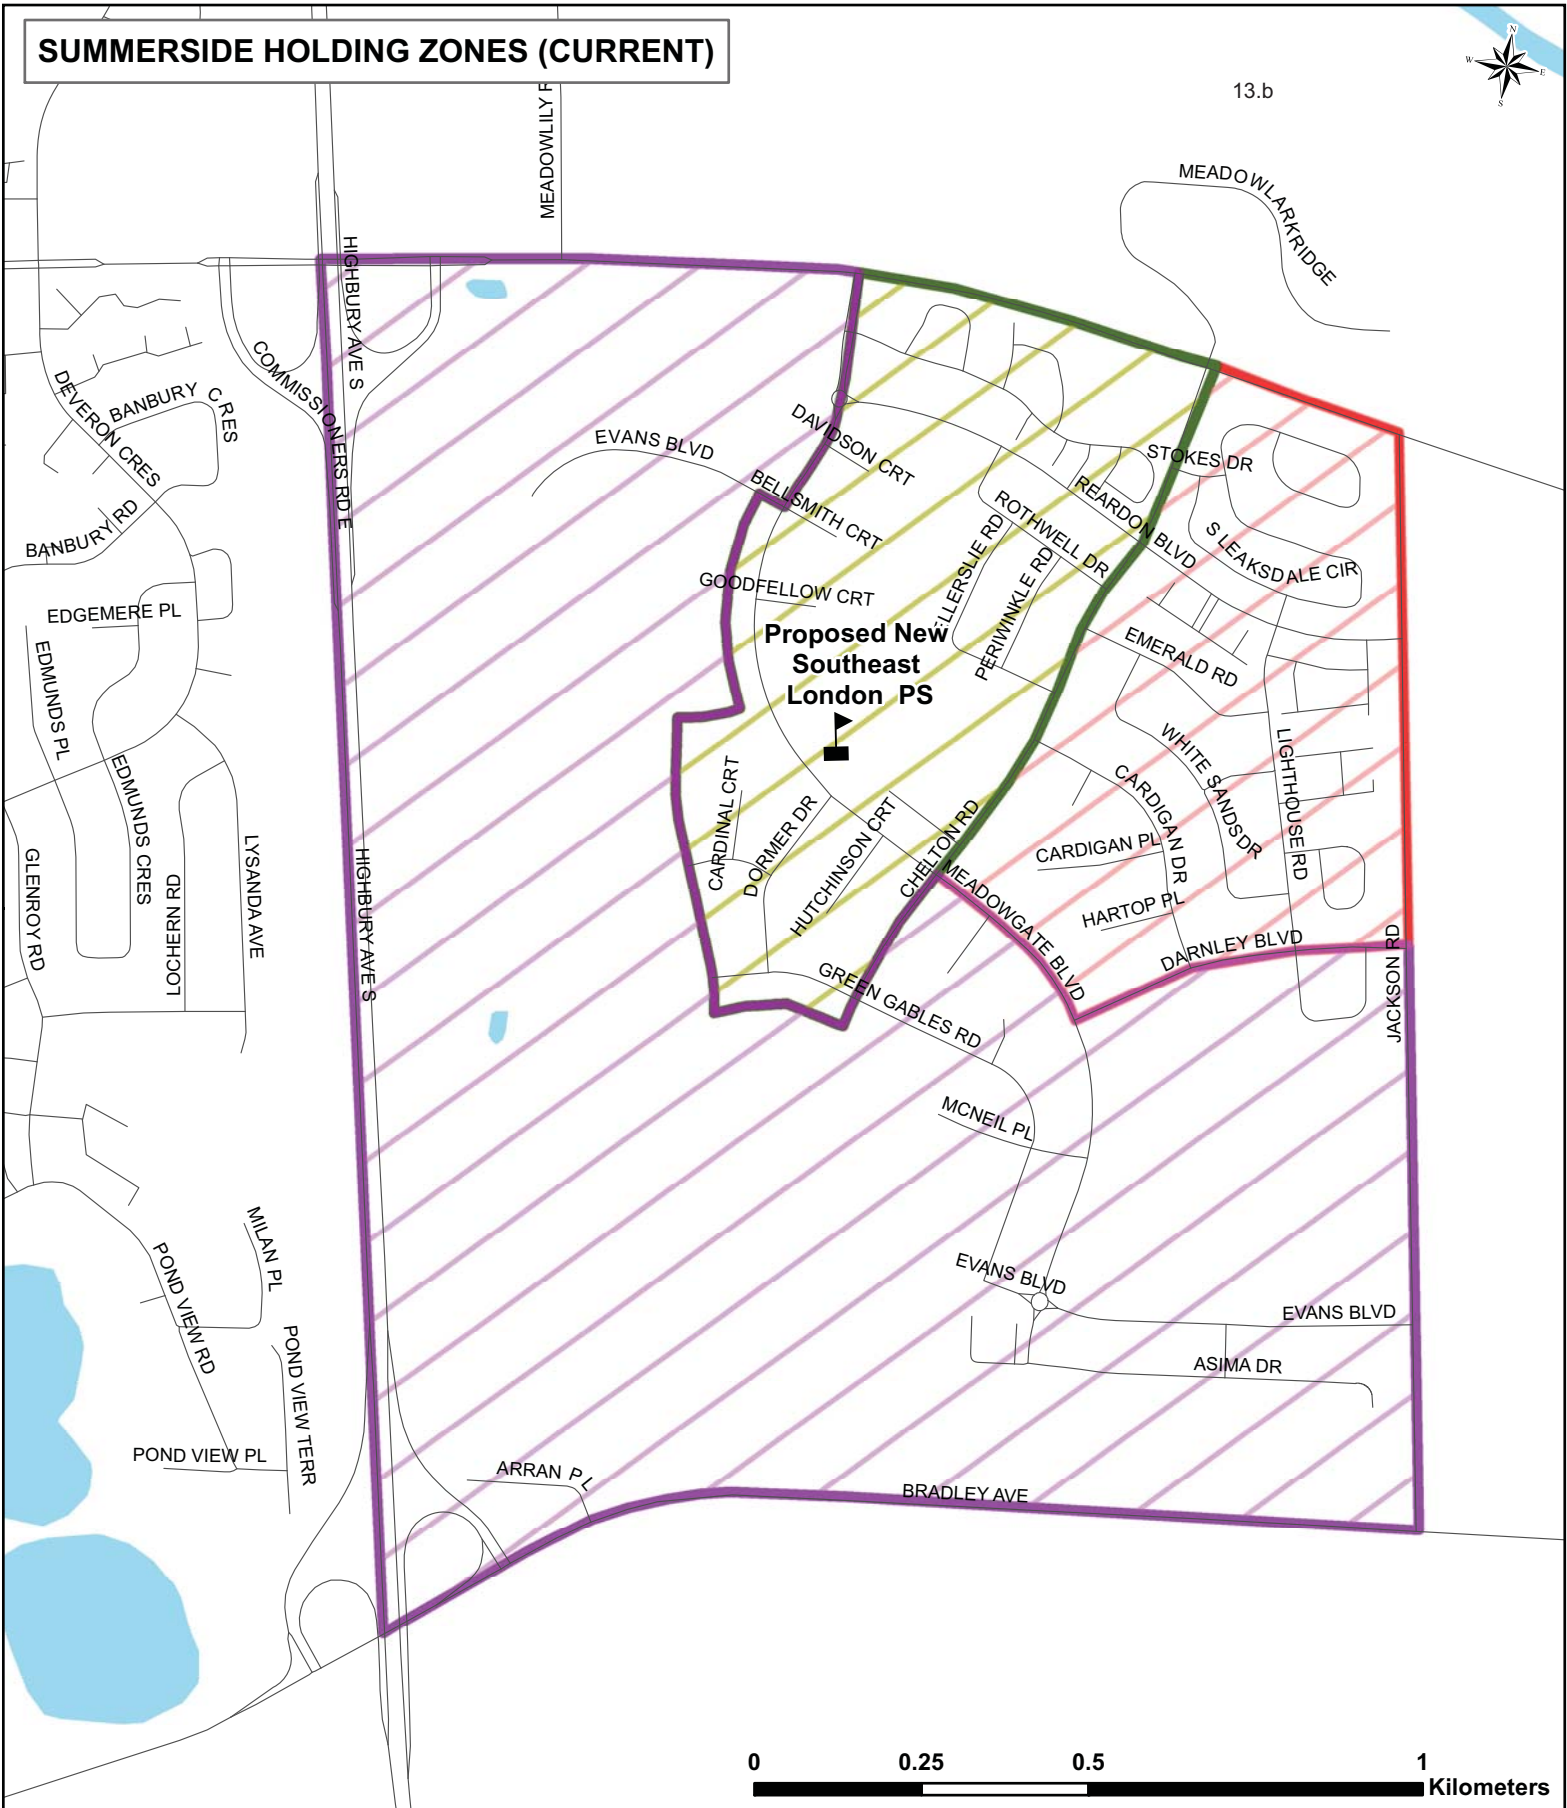 SUMMERSIDE HOLDING ZONES (CURRENT)
N
W
E
S
13.b
MEADOWLILY R
MEADOWLARK RIDGE
HIGHBURY AVE S
COMMISSIONERS RD E
DEVERON CRES
BANBURY CRES
BANBURY RD
EDGEMERE PL
EDMUNDS PL
EDMUNDS CRES
GLENROY RD
LOCHERN RD
LYSANDA AVE
HIGHBURY AVE S
EVANS BLVD
DAVIDSON CRT
BELLSMITH CRT
GOODFELLOW CRT
STOKES DR
REARDON BLVD
ROTHWELL DR
ELLERSLIE RD
PERIWINKLE RD
S LEAKSDALE CIR
EMERALD RD
Proposed New
Southeast
London PS
WHITE SANDS DR
LIGHTHOUSE RD
CARDIGAN DR
CARDIGAN PL
HARTOP PL
CARDINAL CRT
DORMER DR
HUTCHINSON CRT
CHELTON RD
MEADOWGATE BLVD
DARNLEY BLVD
JACKSON RD
GREEN GABLES RD
MCNEIL PL
MILAN PL
POND VIEW RD
POND VIEW TERR
POND VIEW PL
EVANS BLVD
EVANS BLVD
ASIMA DR
ARRAN PL
BRADLEY AVE
0 0.25 0.5 1
Kilometers